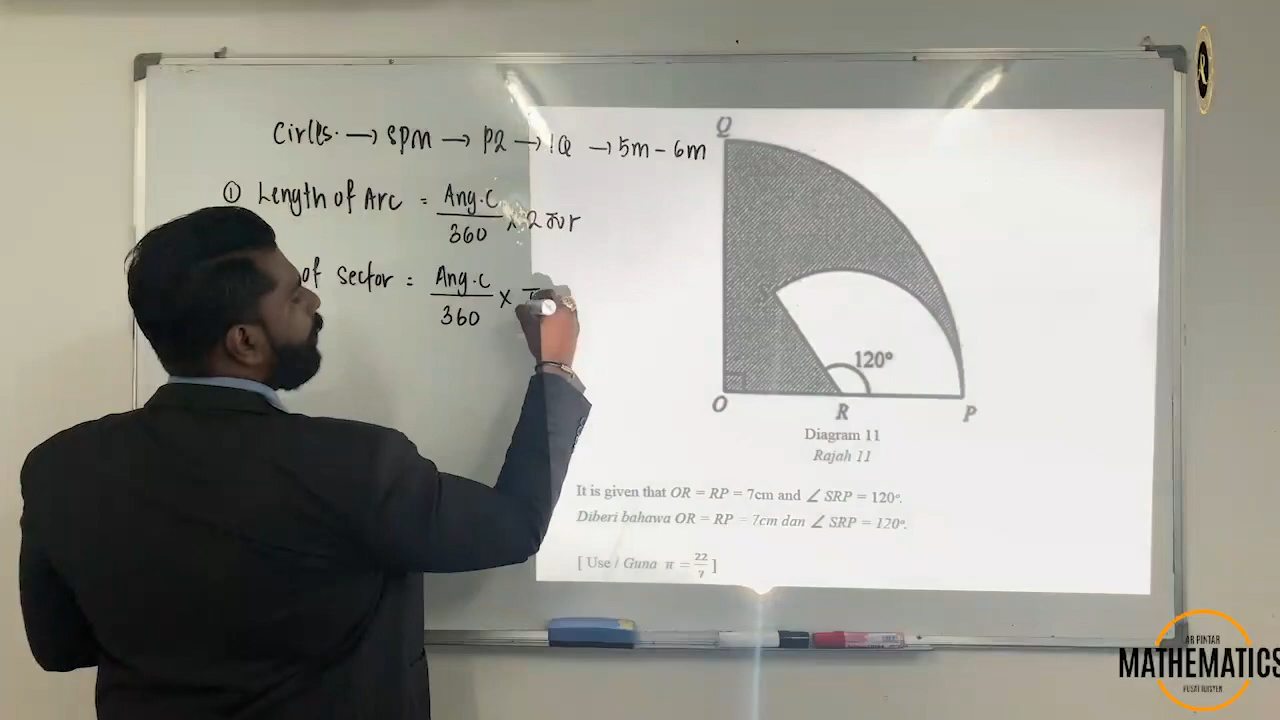 Circles. → SPM → P2 → 1Q → 5m - 6m
① Length of Arc = Ang.C / 360 × 2πr
of sector = Ang.C / 360 ×
Q
120°
O R P
Diagram 11
Rajah 11
It is given that OR = RP = 7cm and ∠ SRP = 120°.
Diberi bahawa OR = RP = 7cm dan ∠ SRP = 120°.
[ Use / Guna π = 22/7 ]
MATHEMATICS